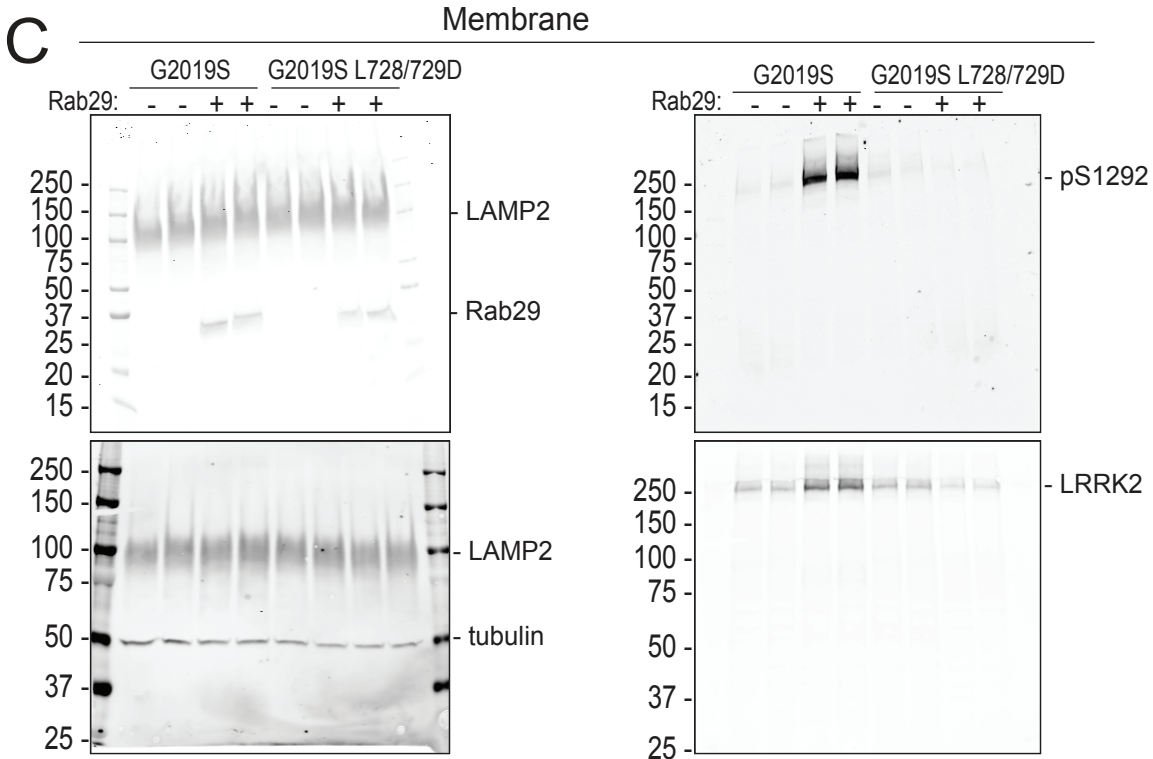 C
Membrane
G2019S G2019S L728/729D
Rab29: - - + + - - + +
250 -
150 -
100 -
75 -
50 -
37 -
25 -
20 -
15 -
- LAMP2
- Rab29
G2019S G2019S L728/729D
Rab29: - - + + - - + +
250 -
150 -
100 -
75 -
50 -
37 -
25 -
20 -
15 -
- pS1292
250 -
150 -
100 -
75 -
50 -
37 -
25 -
- LAMP2
- tubulin
250 -
150 -
100 -
75 -
50 -
37 -
25 -
- LRRK2